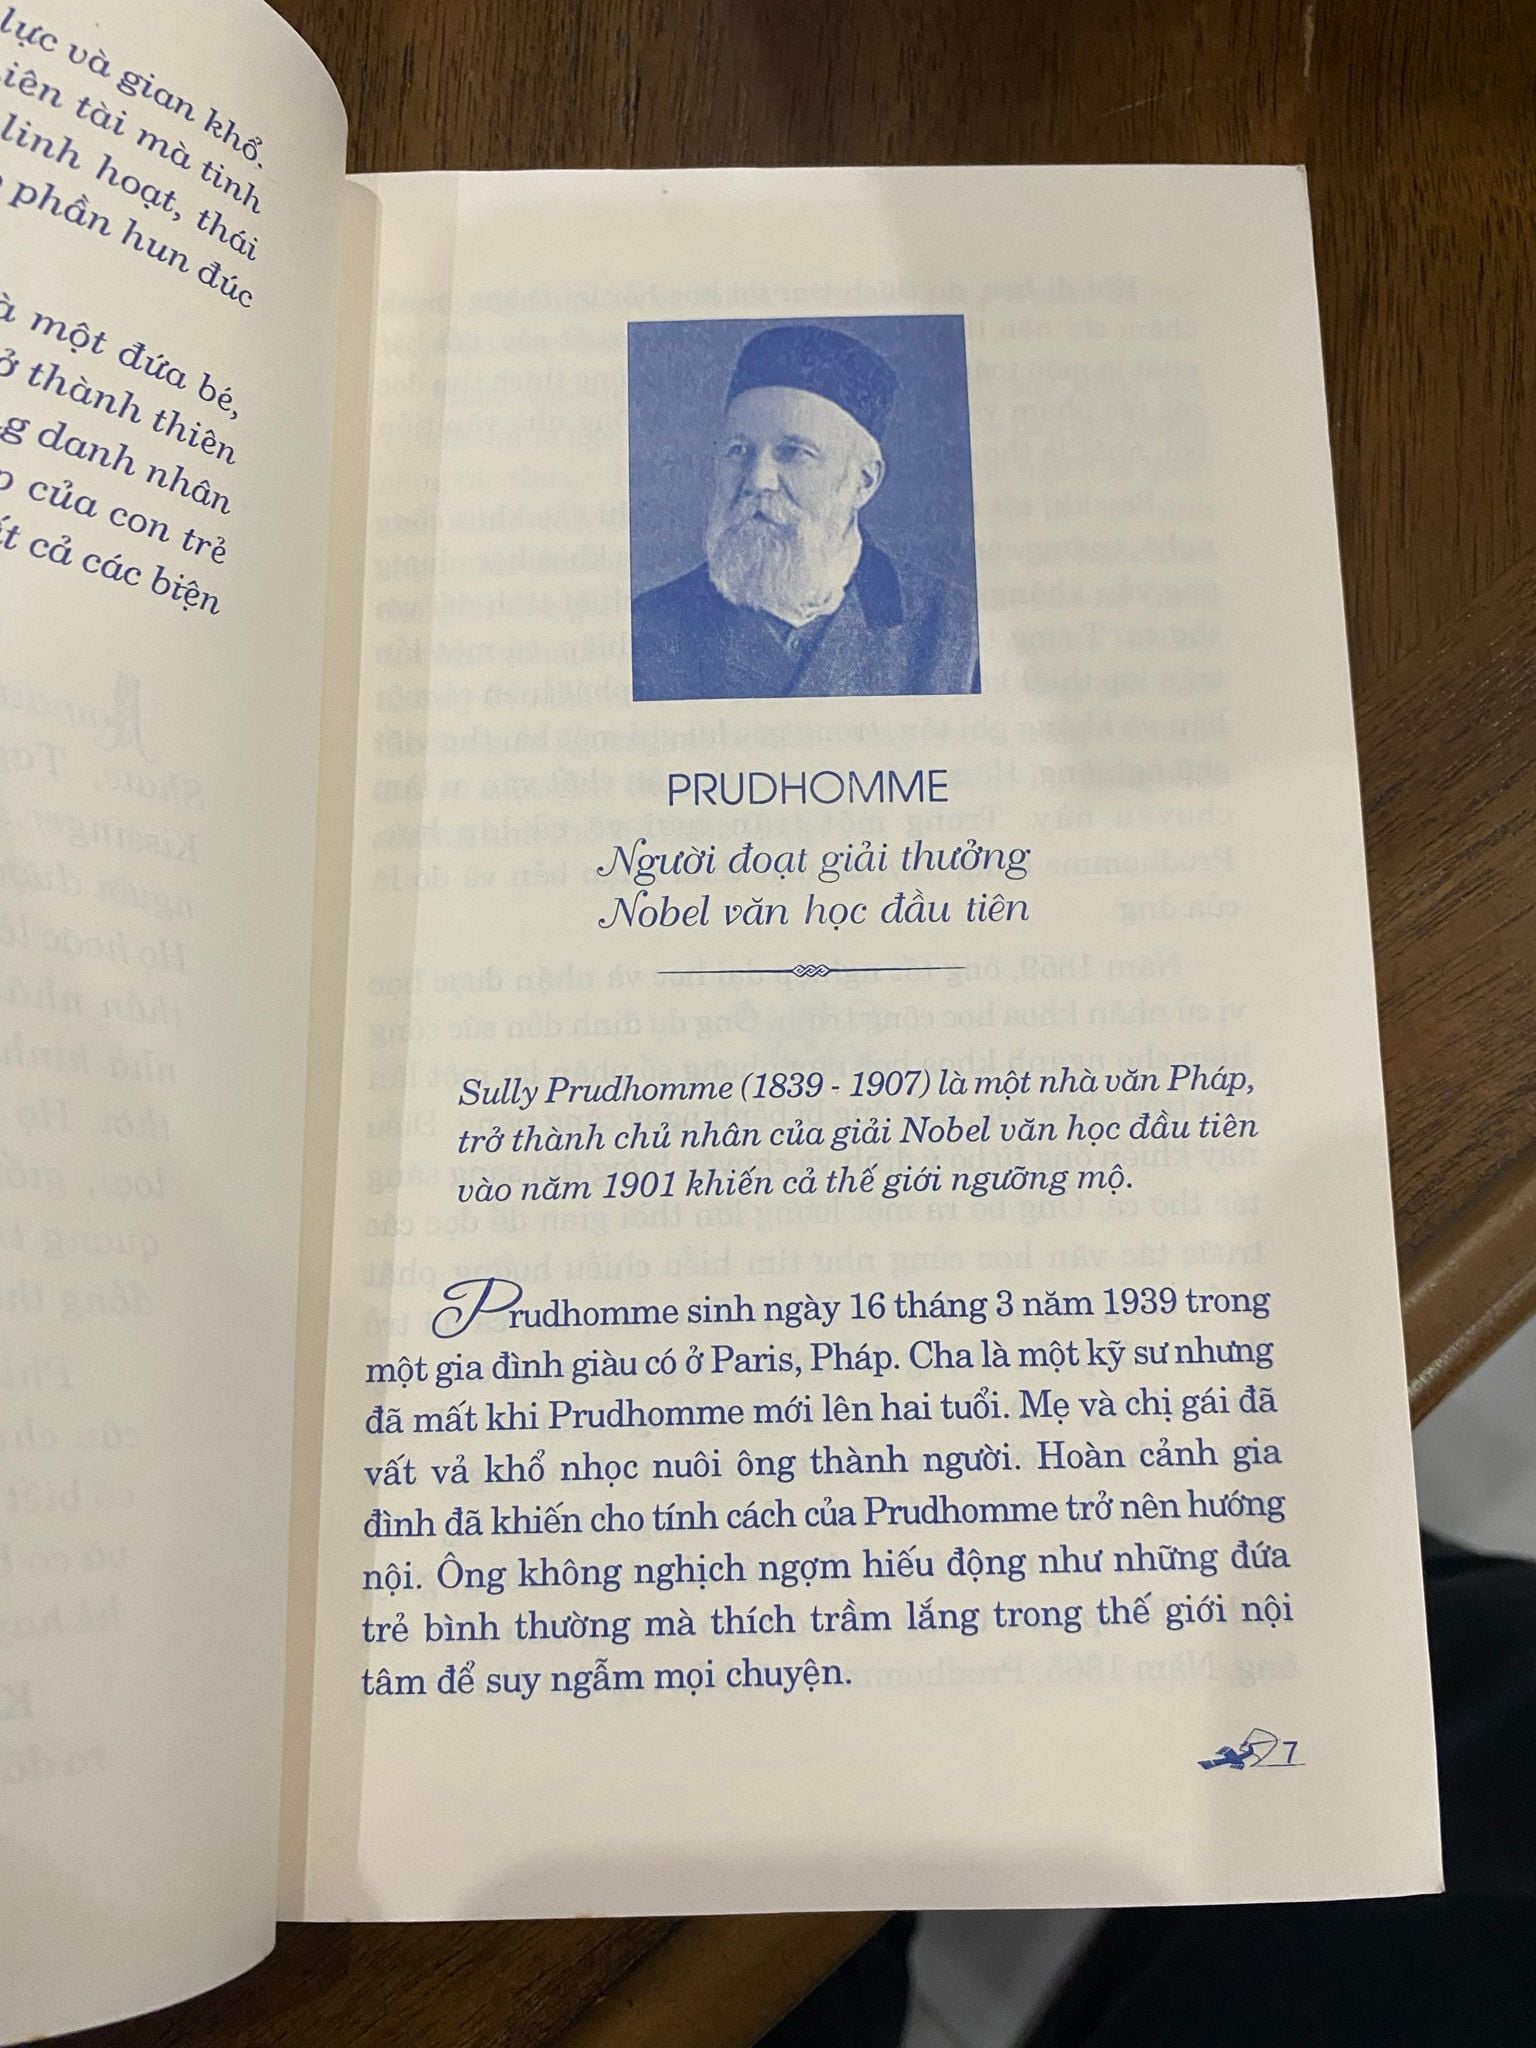 lực và gian khổ.
tài mà tinh
linh hoạt, thái
phần hun đúc
một đứa bé,
ở thành thiên
danh nhân
của con trẻ
cả các biện
PRUDHOMME
Người đoạt giải thưởng
Nobel văn học đầu tiên
Sully Prudhomme (1839 - 1907) là một nhà văn Pháp,
trở thành chủ nhân của giải Nobel văn học đầu tiên
vào năm 1901 khiến cả thế giới ngưỡng mộ.
Prudhomme sinh ngày 16 tháng 3 năm 1939 trong
một gia đình giàu có ở Paris, Pháp. Cha là một kỹ sư nhưng
đã mất khi Prudhomme mới lên hai tuổi. Mẹ và chị gái đã
vất vả khổ nhọc nuôi ông thành người. Hoàn cảnh gia
đình đã khiến cho tính cách của Prudhomme trở nên hướng
nội. Ông không nghịch ngợm hiếu động như những đứa
trẻ bình thường mà thích trầm lắng trong thế giới nội
tâm để suy ngẫm mọi chuyện.
7